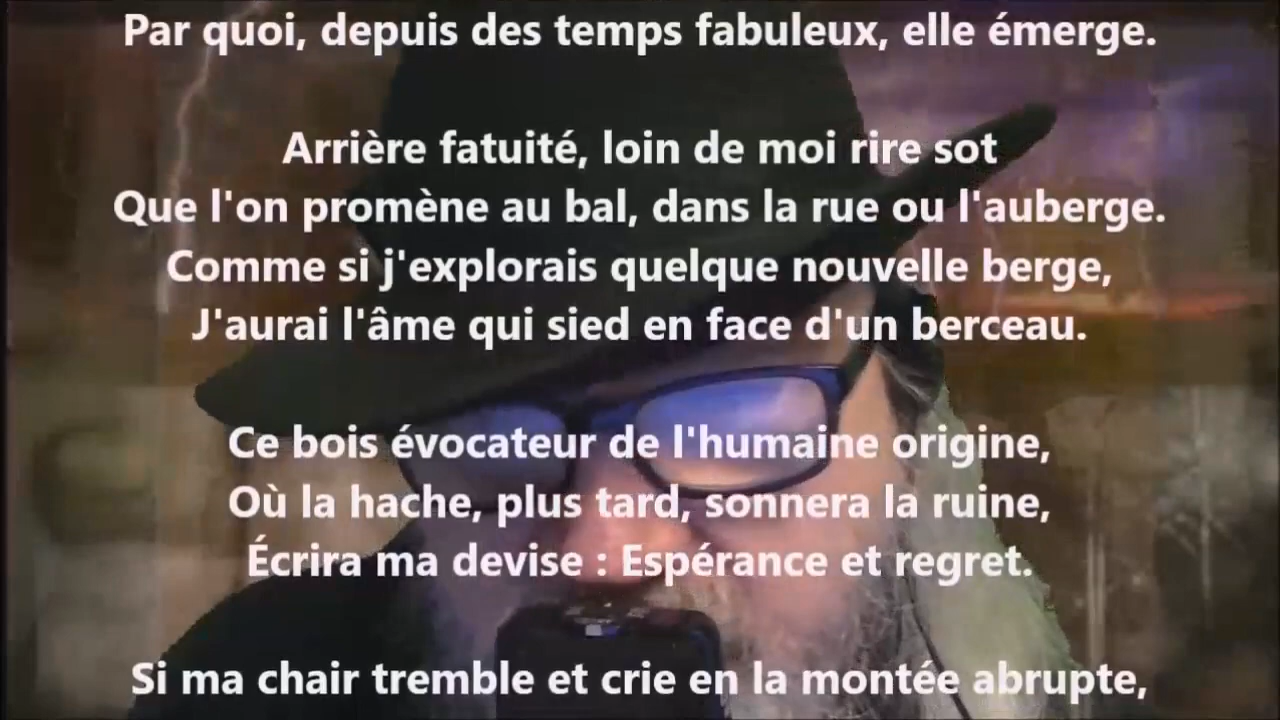 Par quoi, depuis des temps fabuleux, elle émerge.
Arrière fatuité, loin de moi rire sot
Que l'on promène au bal, dans la rue ou l'auberge.
Comme si j'explorais quelque nouvelle berge,
J'aurai l'âme qui sied en face d'un berceau.
Ce bois évocateur de l'humaine origine,
Où la hache, plus tard, sonnera la ruine,
Écrira ma devise : Espérance et regret.
Si ma chair tremble et crie en la montée abrupte,